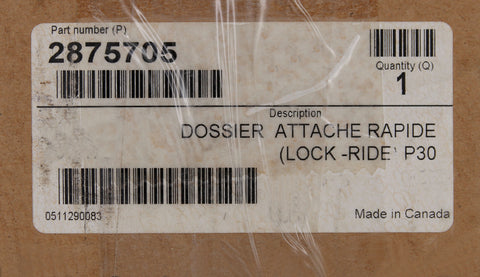 Part number (P)
2875705
Quantity (Q)
1
Description
DOSSIER ATTACHE RAPIDE
(LOCK -RIDE) P30
0511290083
Made in Canada